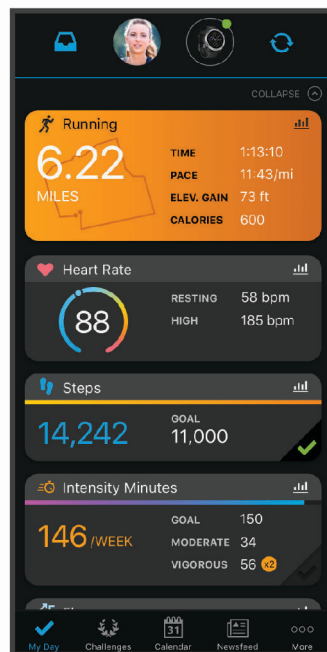 COLLAPSE
Running
6.22
MILES
TIME 1:13:10
PACE 11:43/mi
ELEV. GAIN 73 ft
CALORIES 600
Heart Rate
88
RESTING 58 bpm
HIGH 185 bpm
Steps
14,242
GOAL
11,000
Intensity Minutes
146/WEEK
GOAL 150
MODERATE 34
VIGOROUS 56 x2
31
My Day Challenges Calendar Newsfeed More